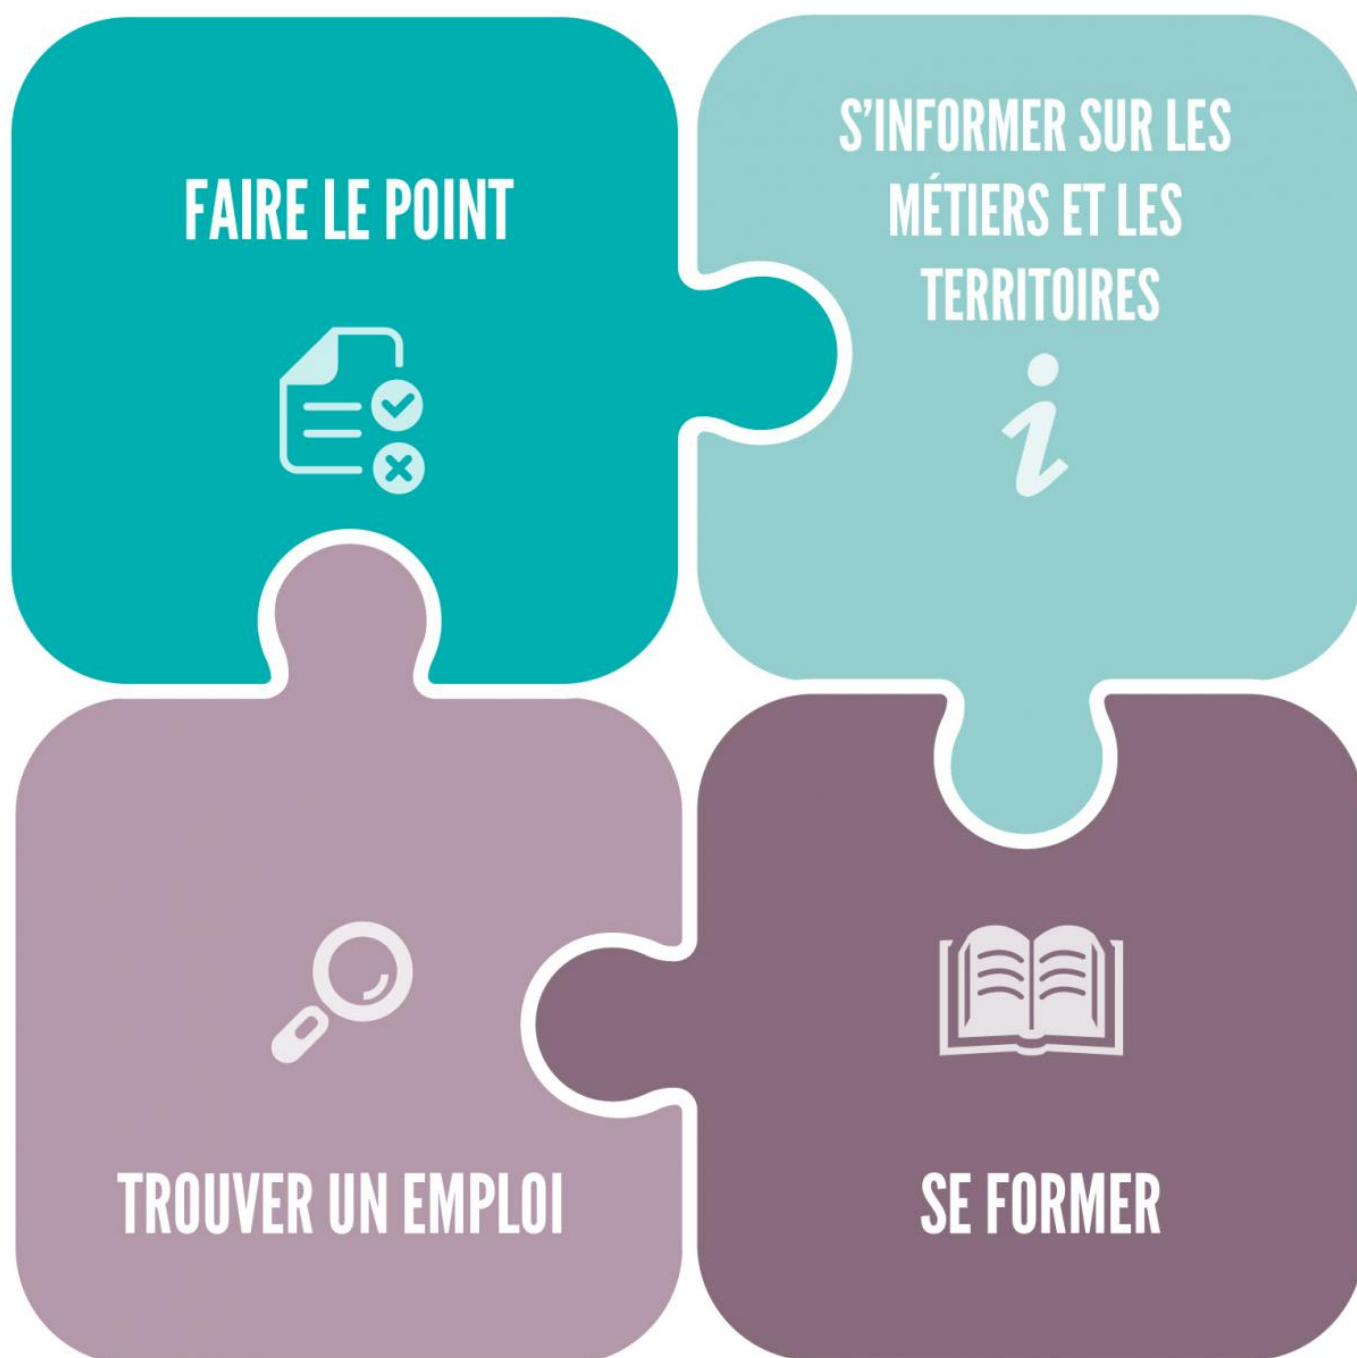 FAIRE LE POINT
S'INFORMER SUR LES
MÉTIERS ET LES
TERRITOIRES
TROUVER UN EMPLOI
SE FORMER